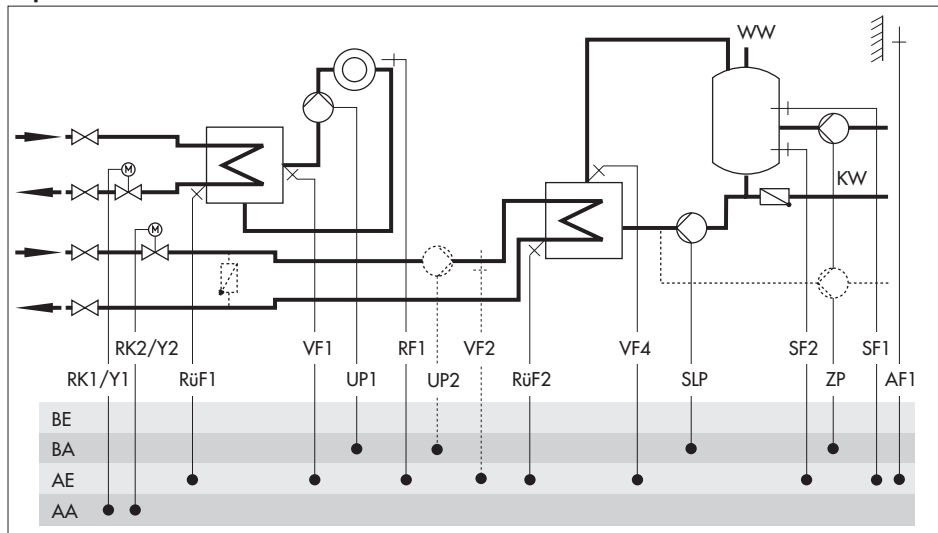 WW
M
KW
M
RK2/Y2 VF1 RF1 VF2 VF4 SF2 SF1
RK1/Y1 RüF1 UP1 UP2 RüF2 SLP ZP AF1
BE
BA
AE
AA